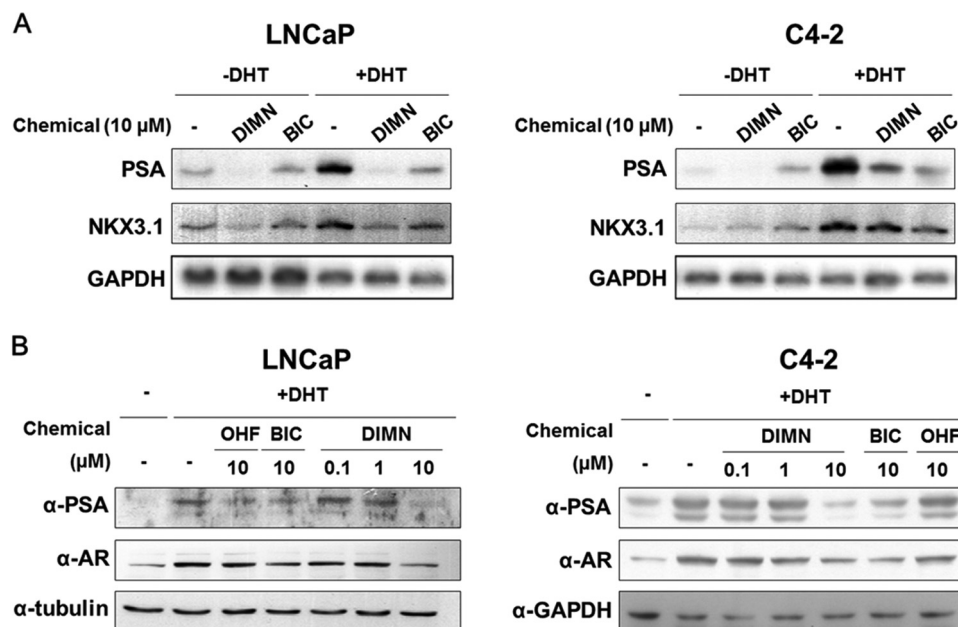 A
LNCaP
C4-2
-DHT +DHT
-DHT +DHT
Chemical (10 μM) - DIMN BIC - DIMN BIC
Chemical (10 μM) - DIMN BIC - DIMN BIC
PSA
PSA
NKX3.1
NKX3.1
GAPDH
GAPDH
B
LNCaP
C4-2
- +DHT
- +DHT
Chemical OHF BIC DIMN
Chemical DIMN BIC OHF
(μM) - - 10 10 0.1 1 10
(μM) - - 0.1 1 10 10 10
α-PSA
α-PSA
α-AR
α-AR
α-tubulin
α-GAPDH